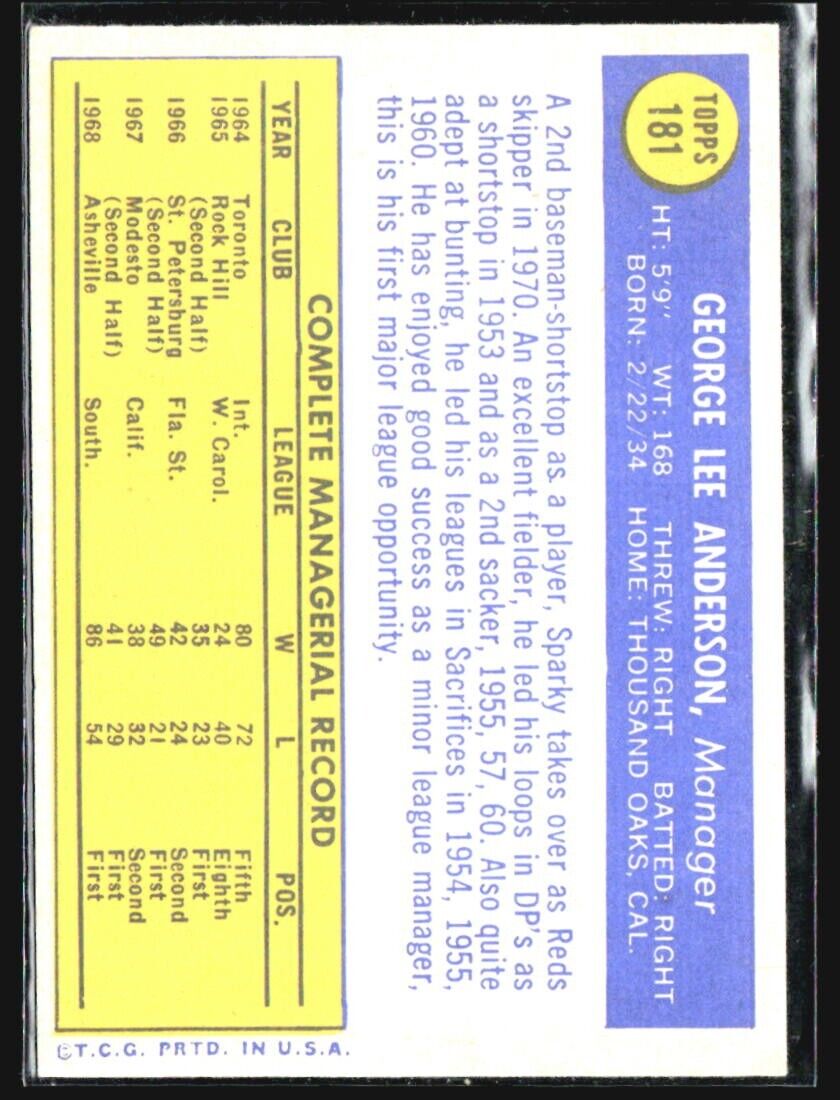 TOPPS
181
GEORGE LEE ANDERSON, Manager
HT: 5'9" WT: 168 THREW: RIGHT BATTED: RIGHT
BORN: 2/22/34 HOME: THOUSAND OAKS, CAL.
A 2nd baseman-shortstop as a player, Sparky takes over as Reds
skipper in 1970. An excellent fielder, he led his loops in DP's as
a shortstop in 1953 and as a 2nd sacker, 1955, 57, 60. Also quite
adept at bunting, he led his leagues in Sacrifices in 1954, 1955,
1960. He has enjoyed good success as a minor league manager,
this is his first major league opportunity.
COMPLETE MANAGERIAL RECORD
YEAR CLUB LEAGUE W L POS.
1964 Toronto Int. 80 72 Fifth
1965 Rock Hill W. Carol. 24 40 Eighth
(Second Half) 35 23 First
1966 St. Petersburg Fla. St. 42 24 Second
(Second Half) 49 21 First
1967 Modesto Calif. 38 32 Second
(Second Half) 41 29 First
1968 Asheville South. 86 54 First
©T.C.G. PRTD. IN U.S.A.